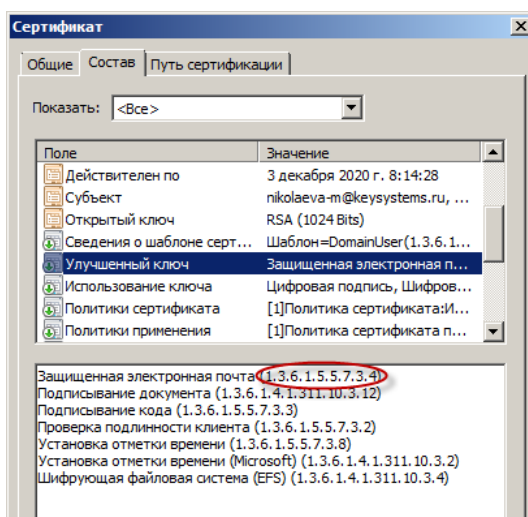 Сертификат
Общие Состав Путь сертификации
Показать: <Все>
Поле Значение
Действителен по 3 декабря 2020 г. 8:14:28
Субъект nikolaeva-m@keysystems.ru, ...
Открытый ключ RSA (1024 Bits)
Сведения о шаблоне серт... Шаблон=DomainUser(1.3.6.1...
Улучшенный ключ Защищенная электронная п...
Использование ключа Цифровая подпись, Шифров...
Политики сертификата [1]Политика сертификата:И...
Политики применения [1]Политика сертификата п...
Защищенная электронная почта (1.3.6.1.5.5.7.3.4)
Подписывание документа (1.3.6.1.4.1.311.10.3.12)
Подписывание кода (1.3.6.1.5.5.7.3.3)
Проверка подлинности клиента (1.3.6.1.5.5.7.3.2)
Установка отметки времени (1.3.6.1.5.5.7.3.8)
Установка отметки времени (Microsoft) (1.3.6.1.4.1.311.10.3.2)
Шифрующая файловая система (EFS) (1.3.6.1.4.1.311.10.3.4)